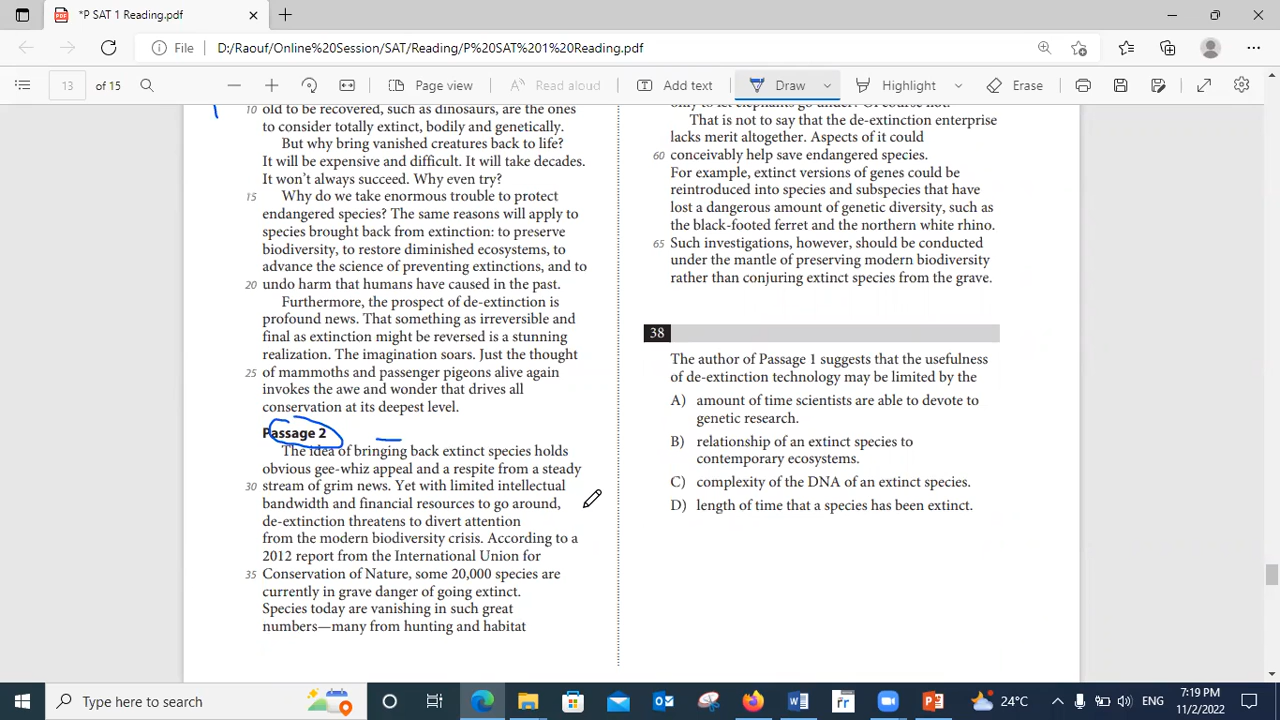 *P SAT 1 Reading.pdf
File
D:/Raouf/Online%20Session/SAT/Reading/P%20SAT%201%20Reading.pdf
13 of 15
Page view
Read aloud
Add text
Draw
Highlight
Erase
10 old to be recovered, such as dinosaurs, are the ones
to consider totally extinct, bodily and genetically.
But why bring vanished creatures back to life?
It will be expensive and difficult. It will take decades.
It won't always succeed. Why even try?
15 Why do we take enormous trouble to protect
endangered species? The same reasons will apply to
species brought back from extinction: to preserve
biodiversity, to restore diminished ecosystems, to
advance the science of preventing extinctions, and to
20 undo harm that humans have caused in the past.
Furthermore, the prospect of de-extinction is
profound news. That something as irreversible and
final as extinction might be reversed is a stunning
realization. The imagination soars. Just the thought
25 of mammoths and passenger pigeons alive again
invokes the awe and wonder that drives all
conservation at its deepest level.
Passage 2
The idea of bringing back extinct species holds
obvious gee-whiz appeal and a respite from a steady
30 stream of grim news. Yet with limited intellectual
bandwidth and financial resources to go around,
de-extinction threatens to divert attention
from the modern biodiversity crisis. According to a
2012 report from the International Union for
35 Conservation of Nature, some 20,000 species are
currently in grave danger of going extinct.
Species today are vanishing in such great
numbers—many from hunting and habitat
only to let elephants go under? Of course not.
That is not to say that the de-extinction enterprise
lacks merit altogether. Aspects of it could
60 conceivably help save endangered species.
For example, extinct versions of genes could be
reintroduced into species and subspecies that have
lost a dangerous amount of genetic diversity, such as
the black-footed ferret and the northern white rhino.
65 Such investigations, however, should be conducted
under the mantle of preserving modern biodiversity
rather than conjuring extinct species from the grave.
38
The author of Passage 1 suggests that the usefulness
of de-extinction technology may be limited by the
A) amount of time scientists are able to devote to
genetic research.
B) relationship of an extinct species to
contemporary ecosystems.
C) complexity of the DNA of an extinct species.
D) length of time that a species has been extinct.
Type here to search
24°C
ENG
7:19 PM
11/2/2022